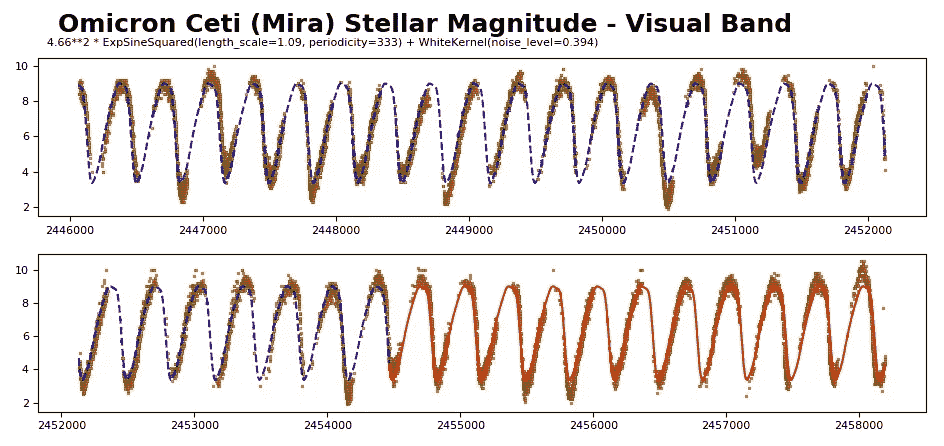 Omicron Ceti (Mira) Stellar Magnitude - Visual Band
4.66**2 * ExpSineSquared(length_scale=1.09, periodicity=333) + WhiteKernel(noise_level=0.394)
10
8
6
4
2
2446000 2447000 2448000 2449000 2450000 2451000 2452000
10
8
6
4
2
2452000 2453000 2454000 2455000 2456000 2457000 2458000